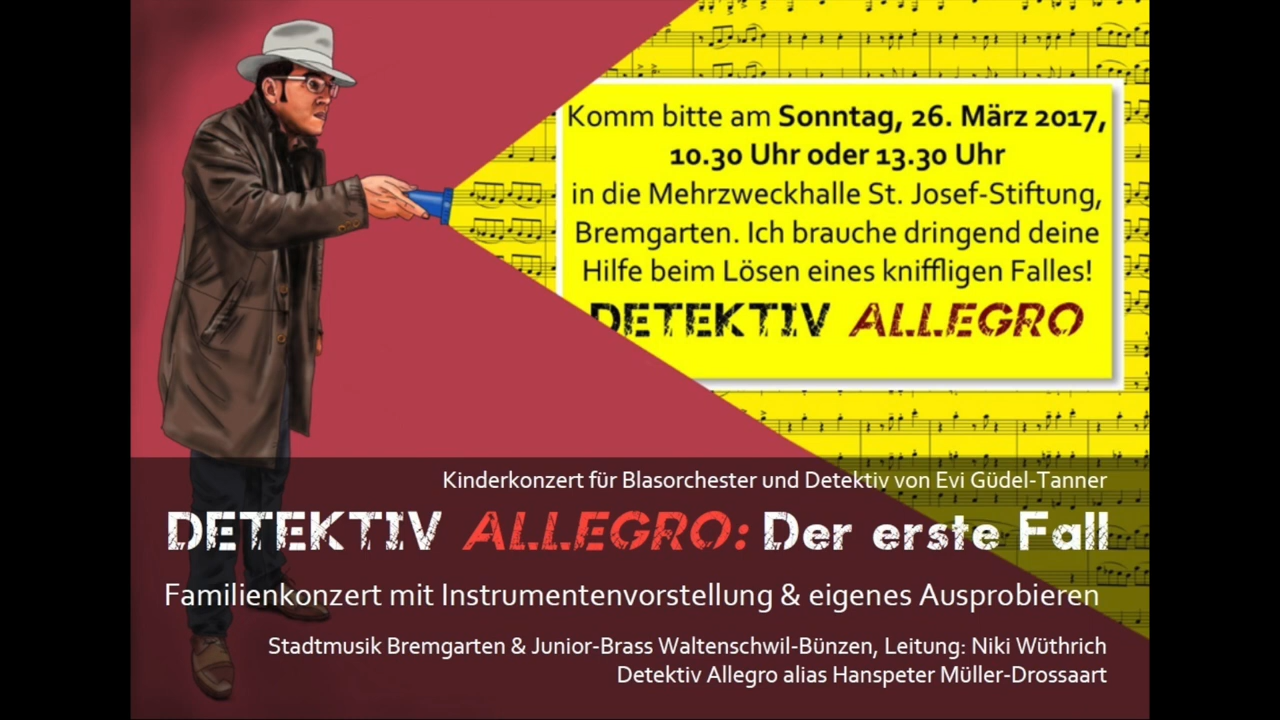 Komm bitte am Sonntag, 26. März 2017,
10.30 Uhr oder 13.30 Uhr
in die Mehrzweckhalle St. Josef-Stiftung,
Bremgarten. Ich brauche dringend deine
Hilfe beim Lösen eines kniffligen Falles!
DETEKTIV ALLEGRO
Kinderkonzert für Blasorchester und Detektiv von Evi Güdel-Tanner
DETEKTIV ALLEGRO: Der erste Fall
Familienkonzert mit Instrumentenvorstellung & eigenes Ausprobieren
Stadtmusik Bremgarten & Junior-Brass Waltenschwil-Bünzen, Leitung: Niki Wüthrich
Detektiv Allegro alias Hanspeter Müller-Drossaart